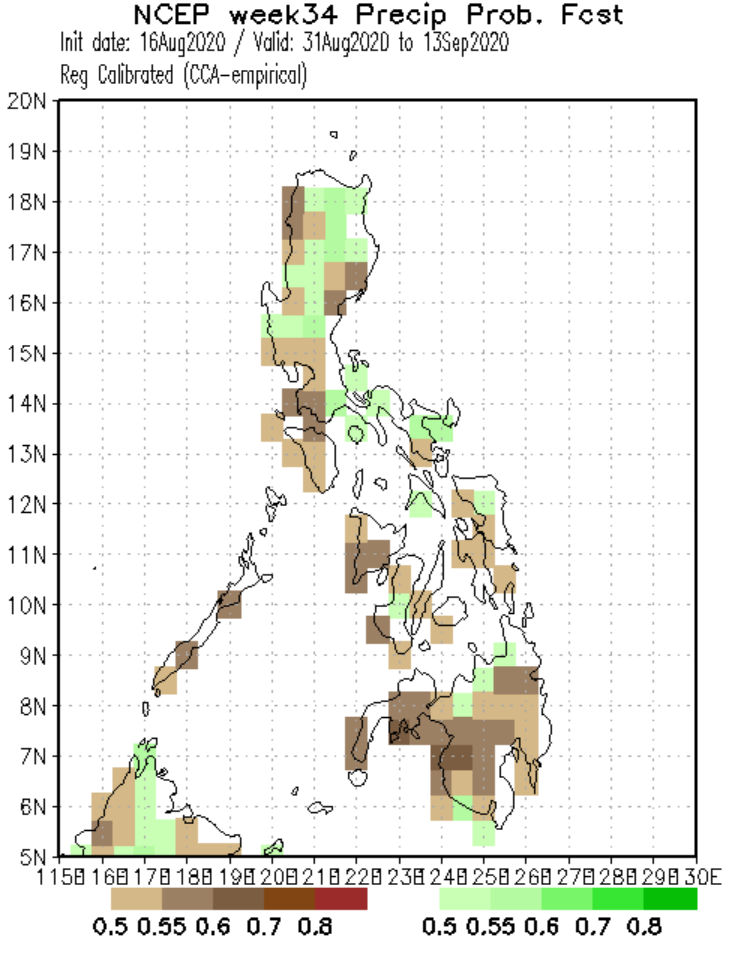 NCEP week34 Precip Prob. Fcst
Init date: 16Aug2020 / Valid: 31Aug2020 to 13Sep2020
Reg Calibrated (CCA-empirical)
20N
19N
18N
17N
16N
15N
14N
13N
12N
11N
10N
9N
8N
7N
6N
5N
115E 116E 117E 118E 119E 120E 121E 122E 123E 124E 125E 126E 127E 128E 129E 130E
0.5 0.55 0.6 0.7 0.8 0.5 0.55 0.6 0.7 0.8